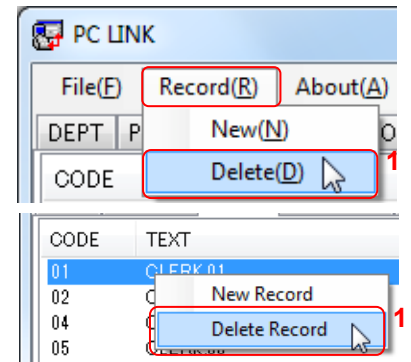 PC LINK
File(F) Record(R) About(A)
DEPT P New(N) O
CODE Delete(D) 1
CODE TEXT
01 CLERK 01
02 C New Record
04 Delete Record 1
05